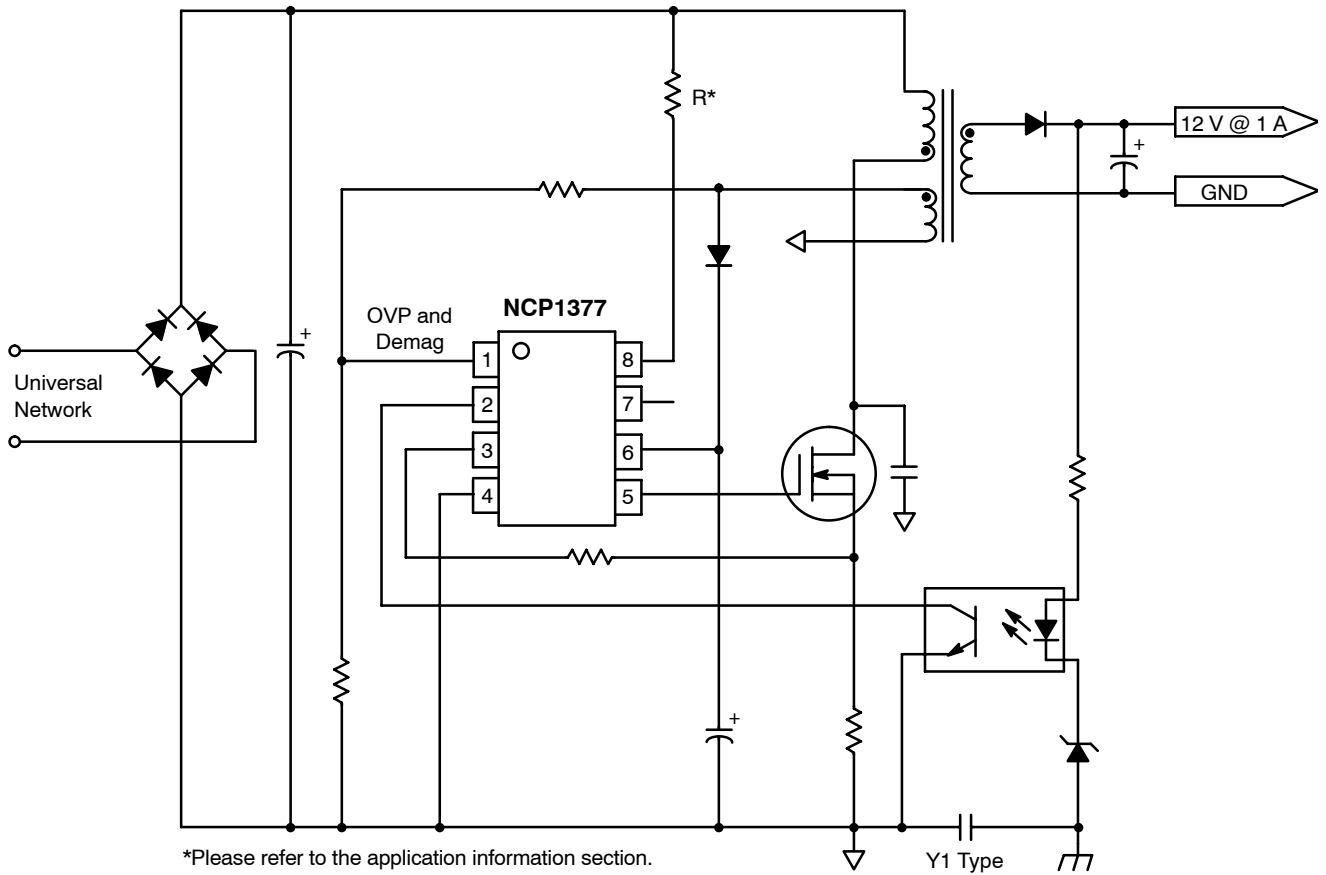 R*
12 V @ 1 A
+
GND
NCP1377
OVP and
Demag
+
1
8
Universal
Network
2
7
3
6
4
5
+
*Please refer to the application information section.
Y1 Type